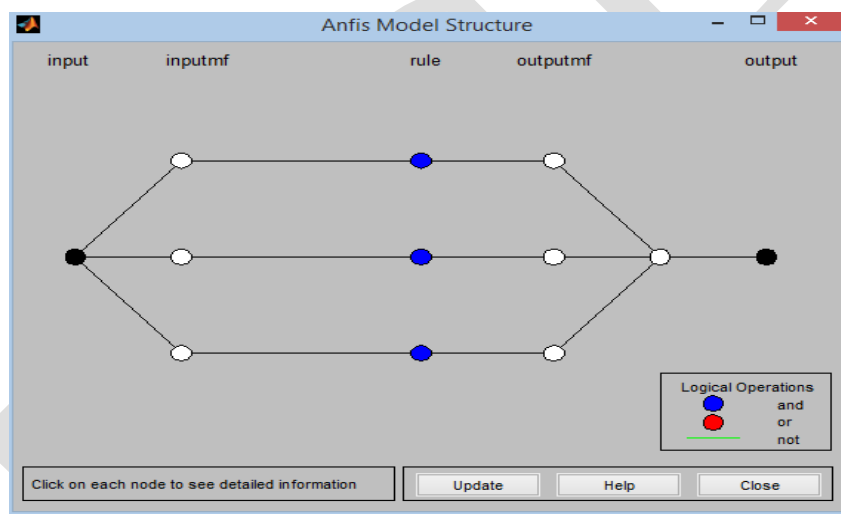 Anfis Model Structure
input inputmf rule outputmf output
Logical Operations
and
or
not
Click on each node to see detailed information
Update Help Close